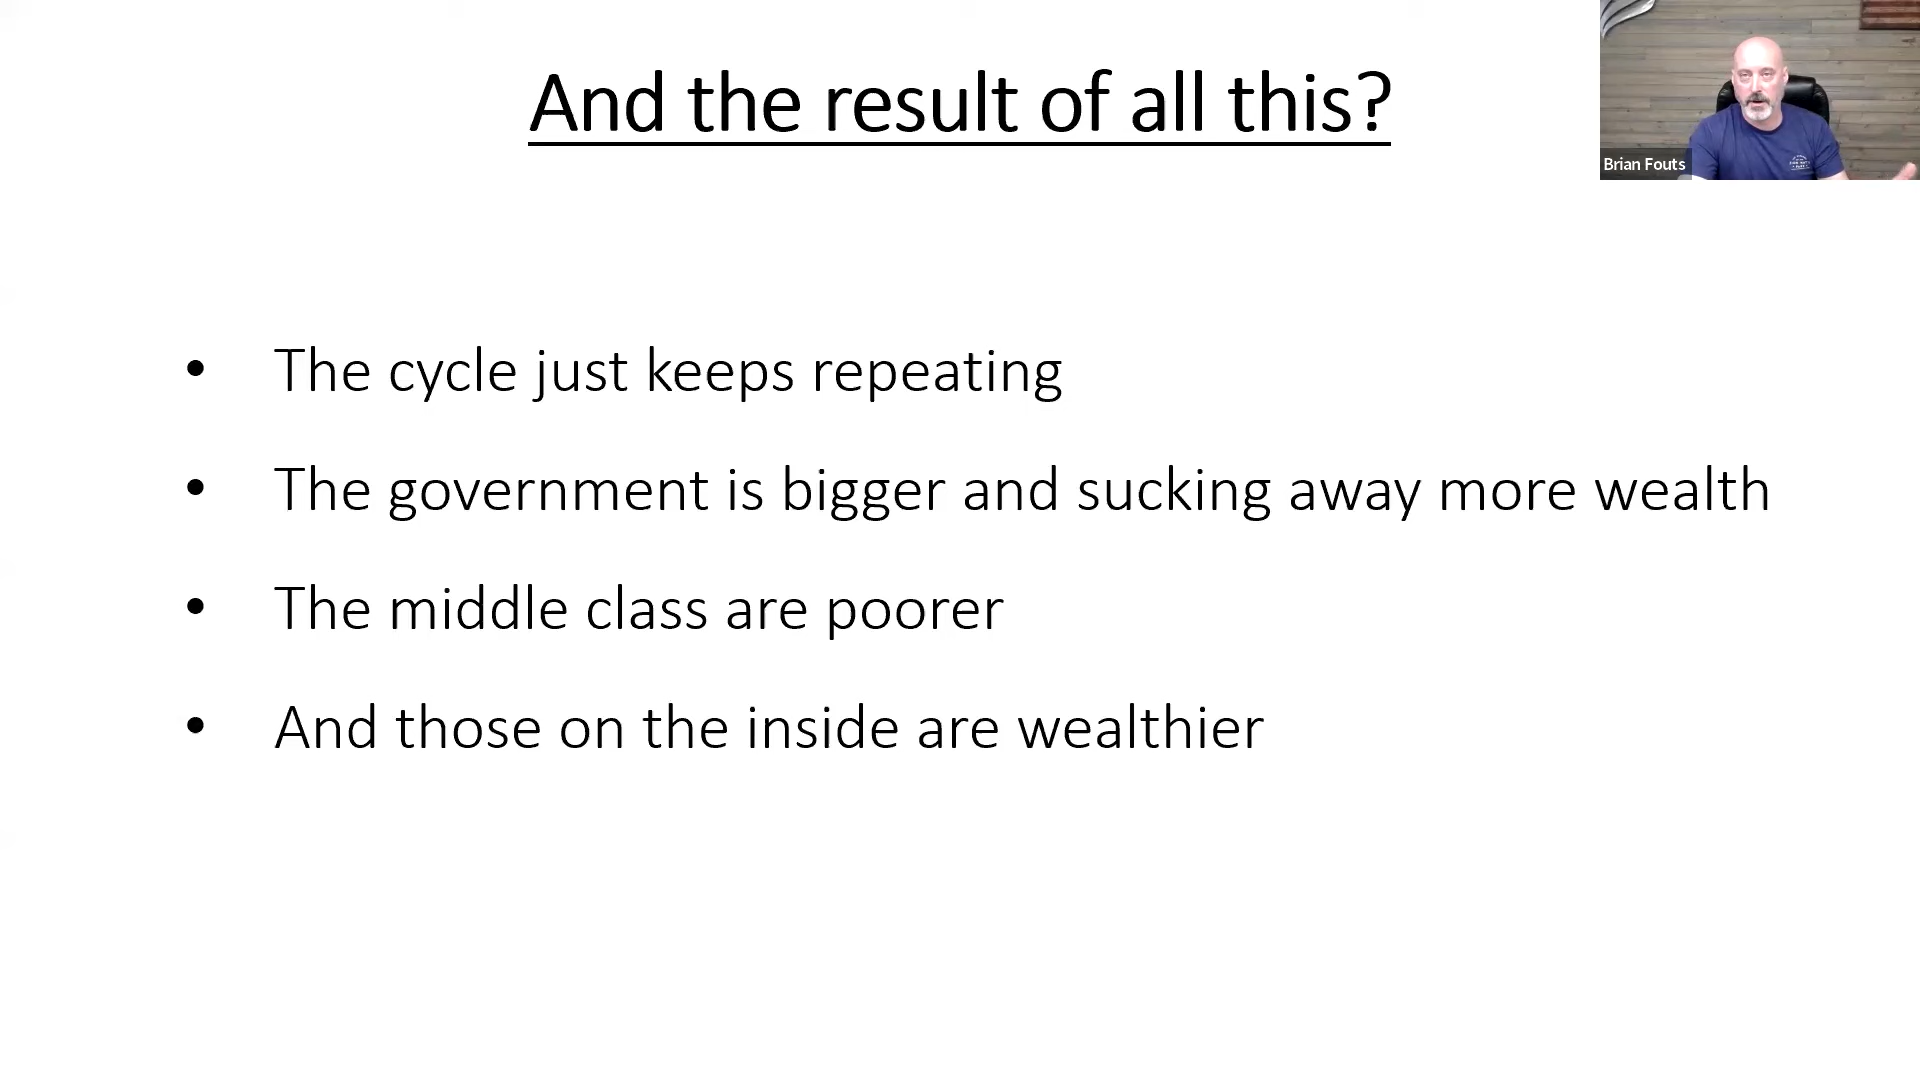 And the result of all this?
Brian Fouts
• The cycle just keeps repeating
• The government is bigger and sucking away more wealth
• The middle class are poorer
• And those on the inside are wealthier